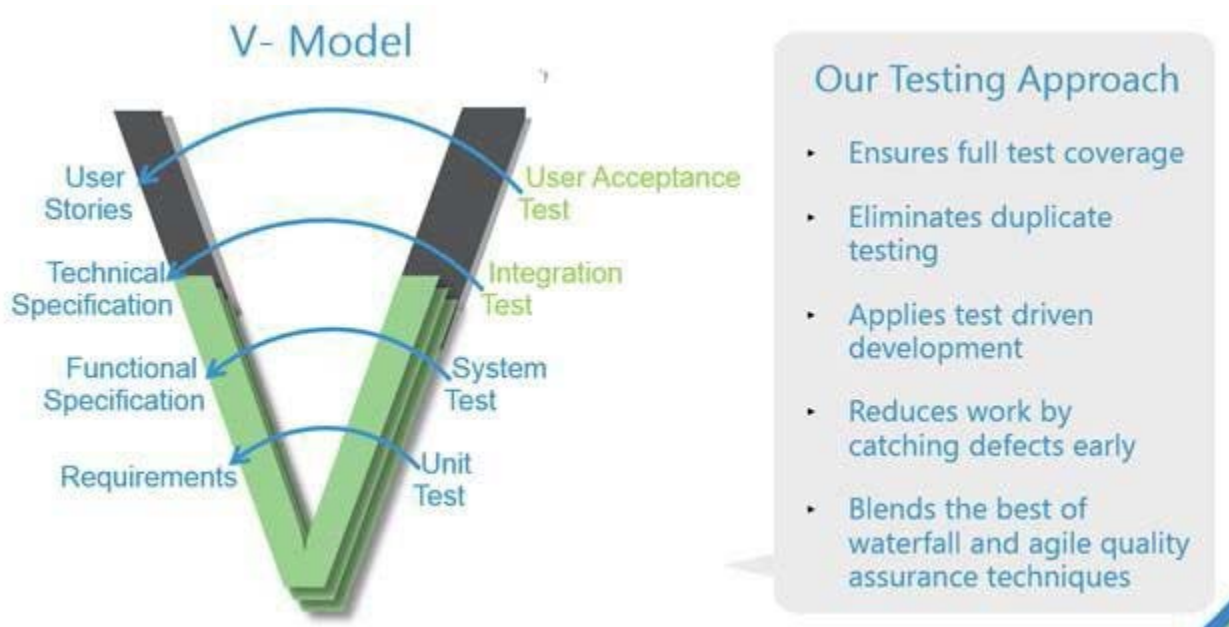 V- Model
User
Stories
User Acceptance
Test
Technical
Specification
Integration
Test
Functional
Specification
System
Test
Requirements
Unit
Test
Our Testing Approach
‣ Ensures full test coverage
‣ Eliminates duplicate
testing
‣ Applies test driven
development
‣ Reduces work by
catching defects early
‣ Blends the best of
waterfall and agile quality
assurance techniques